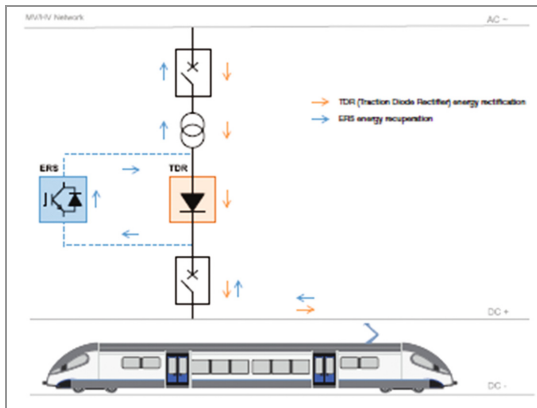 MV/HV Network
AC ~
TDR (Traction Diode Rectifier) energy rectification
ERS energy recuperation
ERS
TDR
DC +
DC -